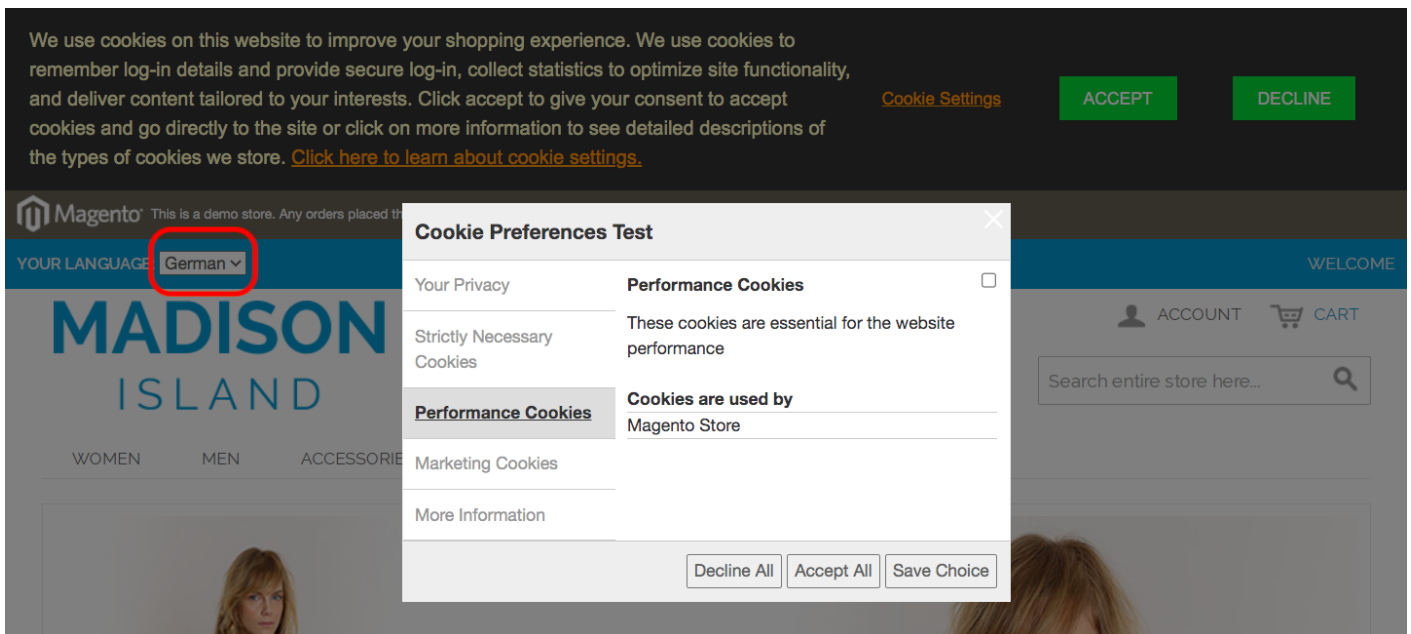 We use cookies on this website to improve your shopping experience. We use cookies to
remember log-in details and provide secure log-in, collect statistics to optimize site functionality,
and deliver content tailored to your interests. Click accept to give your consent to accept
cookies and go directly to the site or click on more information to see detailed descriptions of
the types of cookies we store. Click here to learn about cookie settings.
Cookie Settings
ACCEPT
DECLINE
Magento This is a demo store. Any orders placed
YOUR LANGUAGE German
WELCOME
MADISON
ISLAND
ACCOUNT
CART
Search entire store here...
WOMEN
MEN
Cookie Preferences Test
Your Privacy
Strictly Necessary
Cookies
Performance Cookies
Marketing Cookies
More Information
Performance Cookies
These cookies are essential for the website
performance
Cookies are used by
Magento Store
Decline All
Accept All
Save Choice